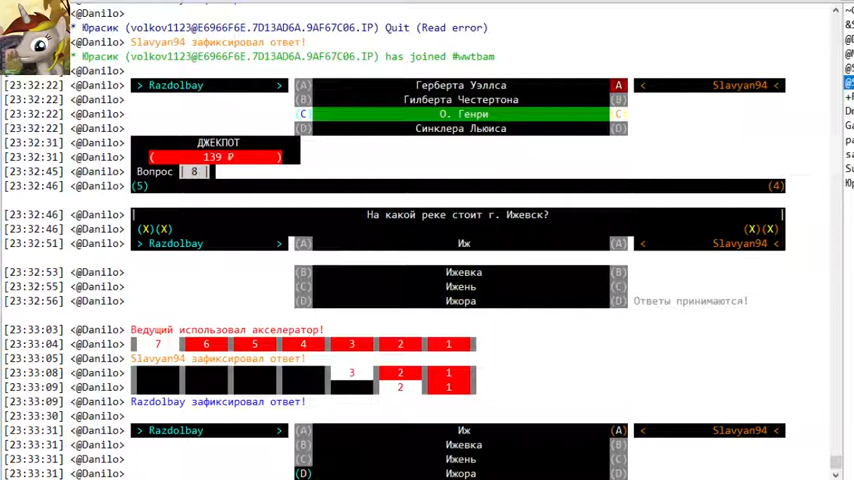 <@Danilo>
* Юрасик (volkov1123@E6966F6E.7D13AD6A.9AF67C06.IP) Quit (Read error)
<@Danilo> Slavyan94 зафиксировал ответ!
* Юрасик (volkov1123@E6966F6E.7D13AD6A.9AF67C06.IP) has joined #wwtbam
<@Danilo>
[23:32:22] <@Danilo> > Razdolbay > (A) Герберта Уэллса A < Slavyan94 <
[23:32:22] <@Danilo> (B) Гилберта Честертона (B)
[23:32:22] <@Danilo> (C О. Генри C
[23:32:22] <@Danilo> (D) Синклера Льюиса (D)
[23:32:31] <@Danilo> ДЖЕКПОТ
[23:32:31] <@Danilo> ( 139 ₽ )
[23:32:45] <@Danilo> Вопрос | 8 |
[23:32:46] <@Danilo> (5) (4)
[23:32:46] <@Danilo> | На какой реке стоит г. Ижевск? |
[23:32:46] <@Danilo> (X)(X) (X)(X)
[23:32:51] <@Danilo> > Razdolbay > (A) Иж (A) < Slavyan94 <
[23:32:53] <@Danilo> (B) Ижевка (B)
[23:32:55] <@Danilo> (C) Ижень (C)
[23:32:56] <@Danilo> (D) Ижора (D) Ответы принимаются!
[23:33:03] <@Danilo> Ведущий использовал акселератор!
[23:33:04] <@Danilo> 7 6 5 4 3 2 1
[23:33:05] <@Danilo> Slavyan94 зафиксировал ответ!
[23:33:08] <@Danilo> 3 2 1
[23:33:09] <@Danilo> 2 1
[23:33:09] <@Danilo> Razdolbay зафиксировал ответ!
[23:33:30] <@Danilo>
[23:33:31] <@Danilo> > Razdolbay > Иж (A) < Slavyan94 <
[23:33:31] <@Danilo> (B) Ижевка (B)
[23:33:31] <@Danilo> (C) Ижень (C)
[23:33:31] <@Danilo> (D) Ижора (D)